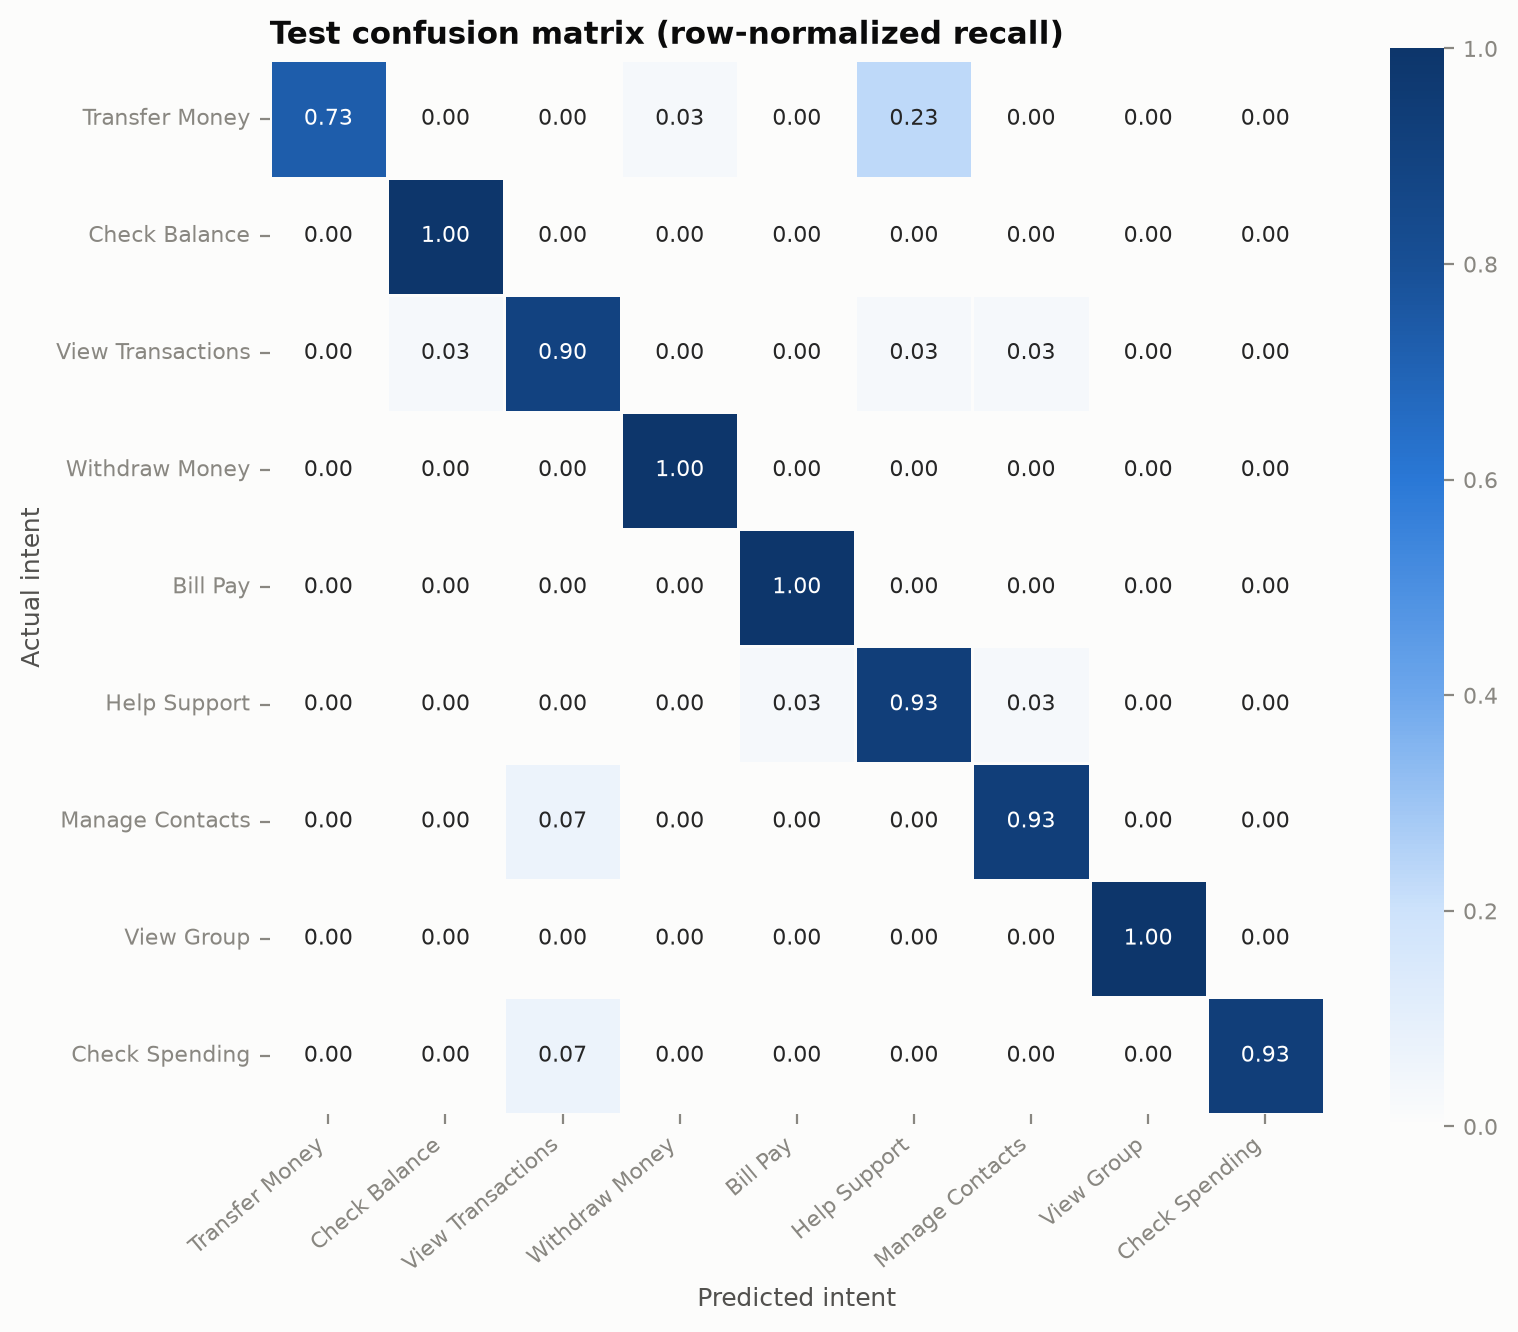 Test confusion matrix (row-normalized recall)
Transfer Money 0.73 0.00 0.00 0.03 0.00 0.23 0.00 0.00 0.00
Check Balance 0.00 1.00 0.00 0.00 0.00 0.00 0.00 0.00 0.00
View Transactions 0.00 0.03 0.90 0.00 0.00 0.03 0.03 0.00 0.00
Withdraw Money 0.00 0.00 0.00 1.00 0.00 0.00 0.00 0.00 0.00
Bill Pay 0.00 0.00 0.00 0.00 1.00 0.00 0.00 0.00 0.00
Help Support 0.00 0.00 0.00 0.00 0.03 0.93 0.03 0.00 0.00
Manage Contacts 0.00 0.00 0.07 0.00 0.00 0.00 0.93 0.00 0.00
View Group 0.00 0.00 0.00 0.00 0.00 0.00 0.00 1.00 0.00
Check Spending 0.00 0.00 0.07 0.00 0.00 0.00 0.00 0.00 0.93
Actual intent
Transfer Money
Check Balance
View Transactions
Withdraw Money
Bill Pay
Help Support
Manage Contacts
View Group
Check Spending
Predicted intent
1.0
0.8
0.6
0.4
0.2
0.0